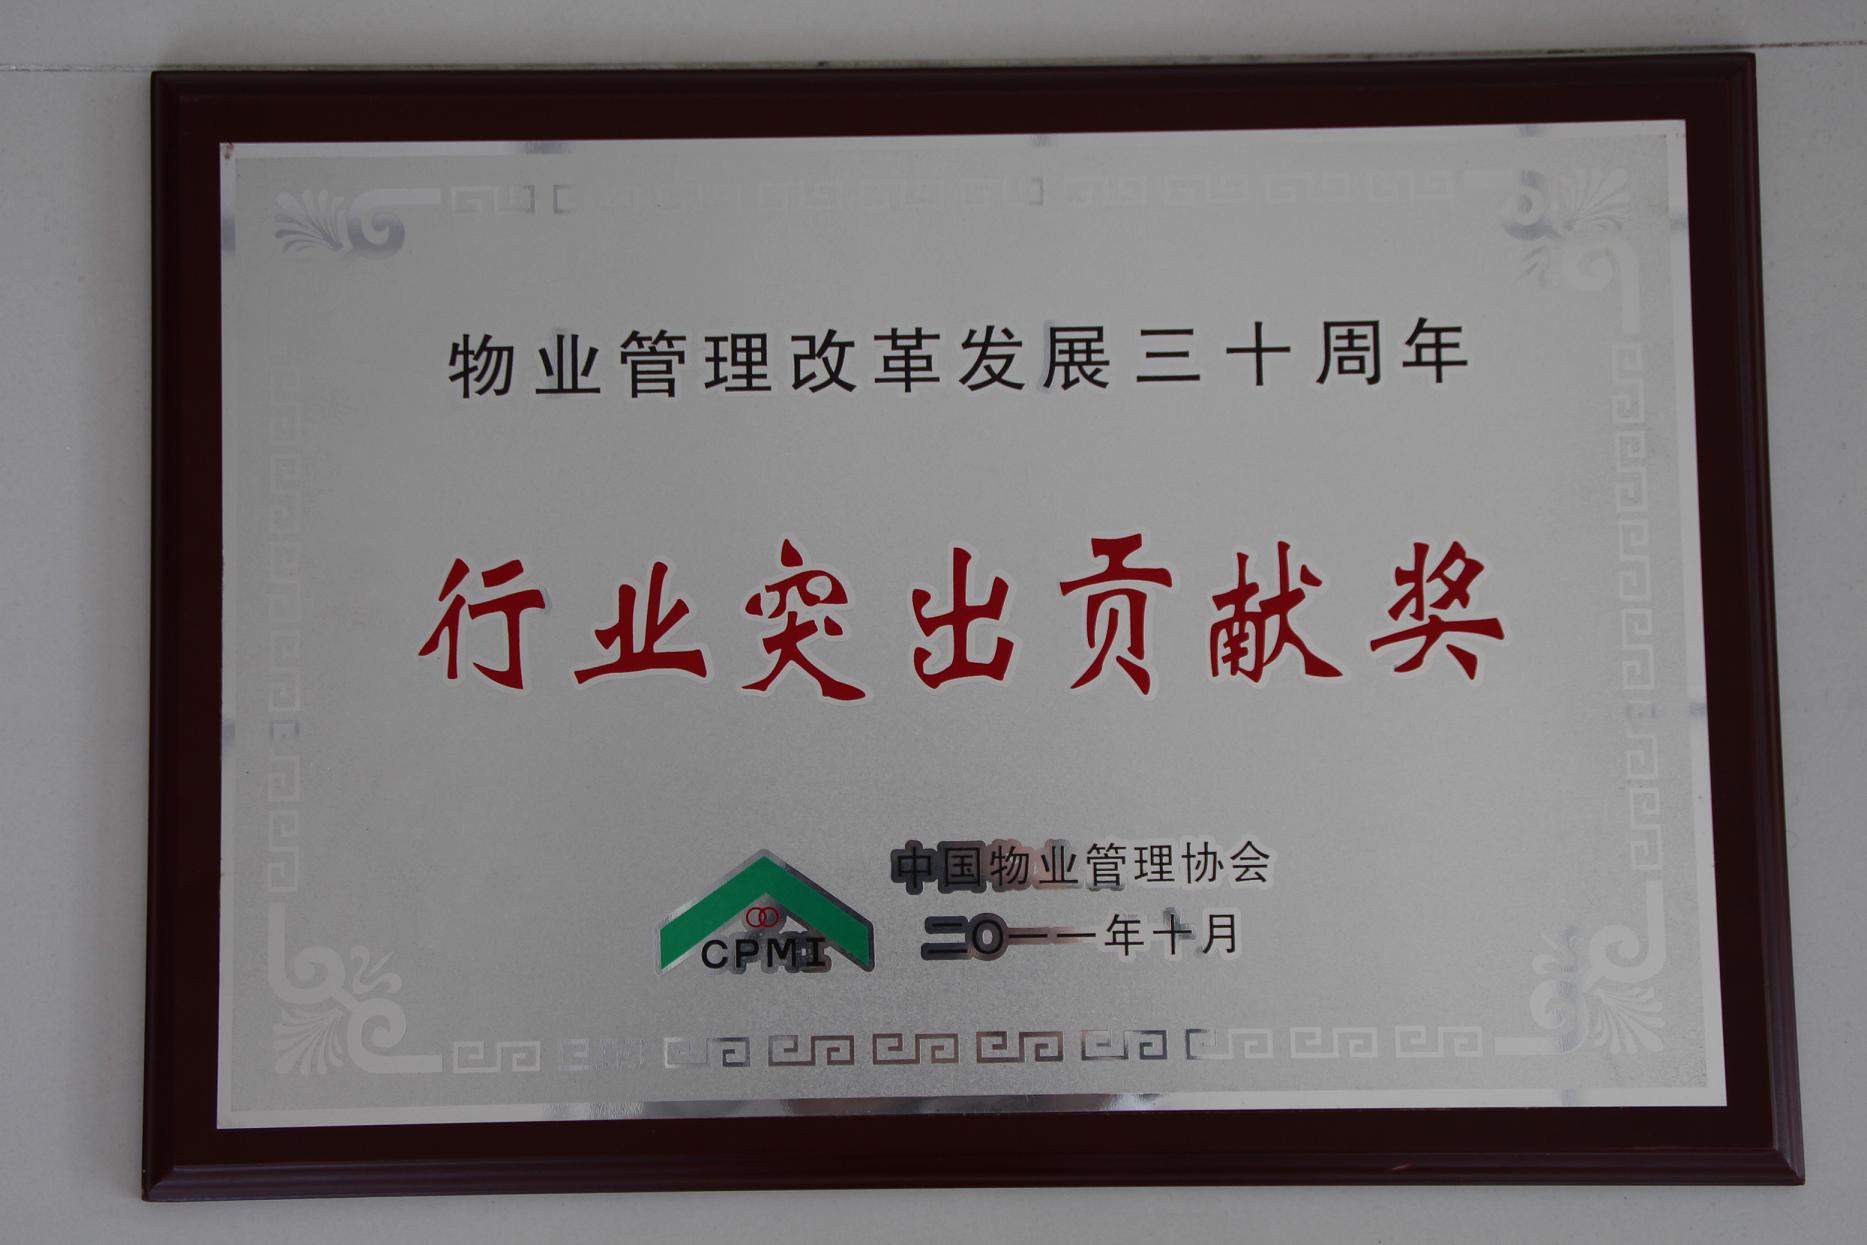 物业管理改革发展三十周年
行业突出贡献奖
CPMI
中国物业管理协会
二〇一一年十月